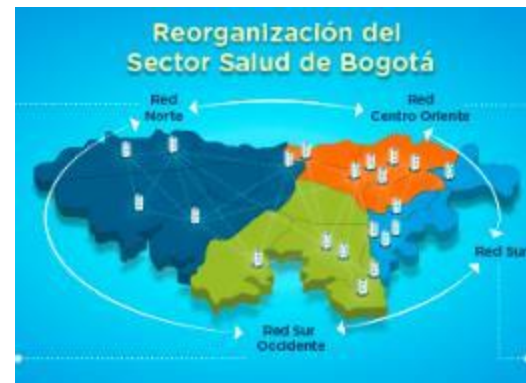 Reorganización del
Sector Salud de Bogotá
Red
Norte
Red
Centro Oriente
Red Sur
Red Sur
Occidente